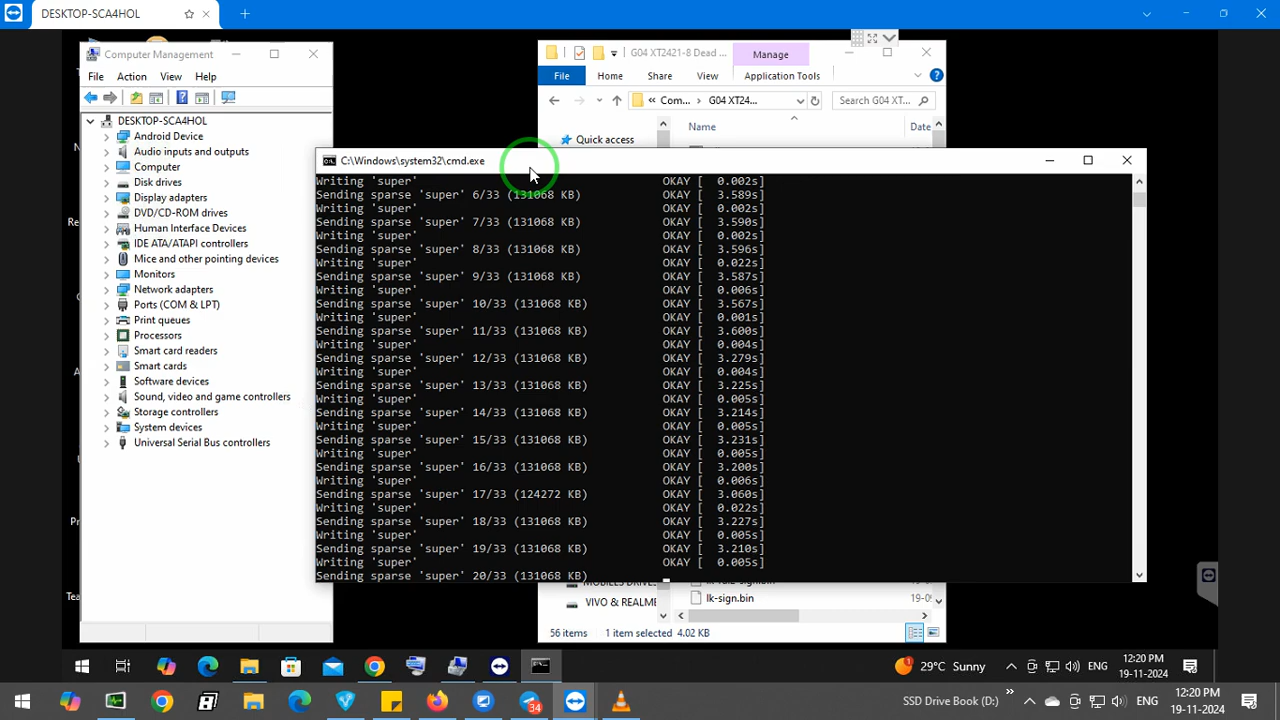 DESKTOP-SCA4HOL
Computer Management
File Action View Help
DESKTOP-SCA4HOL
Android Device
Audio inputs and outputs
Computer
Disk drives
Display adapters
DVD/CD-ROM drives
Human Interface Devices
IDE ATA/ATAPI controllers
Mice and other pointing devices
Monitors
Network adapters
Ports (COM & LPT)
Print queues
Processors
Smart card readers
Smart cards
Software devices
Sound, video and game controllers
Storage controllers
System devices
Universal Serial Bus controllers
G04 XT2421-8 Dead ...
Manage
File Home Share View Application Tools
« Com... › G04 XT24...
Search G04 XT...
Quick access
Name
Date
C:\Windows\system32\cmd.exe
Writing 'super' OKAY [ 0.002s]
Sending sparse 'super' 6/33 (131068 KB) OKAY [ 3.589s]
Writing 'super' OKAY [ 0.002s]
Sending sparse 'super' 7/33 (131068 KB) OKAY [ 3.590s]
Writing 'super' OKAY [ 0.002s]
Sending sparse 'super' 8/33 (131068 KB) OKAY [ 3.596s]
Writing 'super' OKAY [ 0.022s]
Sending sparse 'super' 9/33 (131068 KB) OKAY [ 3.587s]
Writing 'super' OKAY [ 0.006s]
Sending sparse 'super' 10/33 (131068 KB) OKAY [ 3.567s]
Writing 'super' OKAY [ 0.001s]
Sending sparse 'super' 11/33 (131068 KB) OKAY [ 3.600s]
Writing 'super' OKAY [ 0.004s]
Sending sparse 'super' 12/33 (131068 KB) OKAY [ 3.279s]
Writing 'super' OKAY [ 0.004s]
Sending sparse 'super' 13/33 (131068 KB) OKAY [ 3.225s]
Writing 'super' OKAY [ 0.005s]
Sending sparse 'super' 14/33 (131068 KB) OKAY [ 3.214s]
Writing 'super' OKAY [ 0.005s]
Sending sparse 'super' 15/33 (131068 KB) OKAY [ 3.231s]
Writing 'super' OKAY [ 0.005s]
Sending sparse 'super' 16/33 (131068 KB) OKAY [ 3.200s]
Writing 'super' OKAY [ 0.006s]
Sending sparse 'super' 17/33 (124272 KB) OKAY [ 3.060s]
Writing 'super' OKAY [ 0.022s]
Sending sparse 'super' 18/33 (131068 KB) OKAY [ 3.227s]
Writing 'super' OKAY [ 0.005s]
Sending sparse 'super' 19/33 (131068 KB) OKAY [ 3.210s]
Writing 'super' OKAY [ 0.005s]
Sending sparse 'super' 20/33 (131068 KB)
VIVO & REALME
lk-sign.bin
56 items 1 item selected 4.02 KB
29°C Sunny
ENG
12:20 PM
19-11-2024
34
SSD Drive Book (D:)
ENG
12:20 PM
19-11-2024